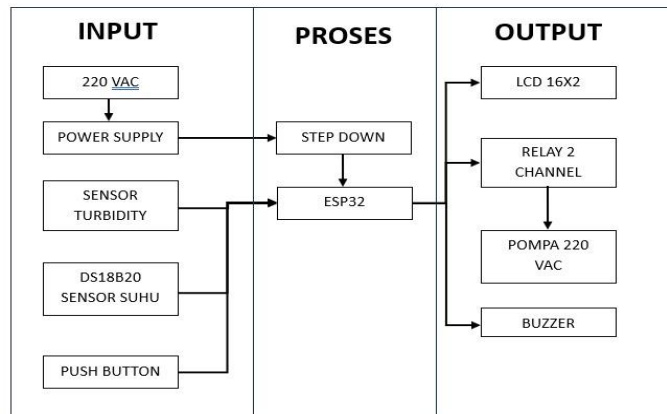 INPUT
220 VAC
POWER SUPPLY
SENSOR
TURBIDITY
DS18B20
SENSOR SUHU
PUSH BUTTON
PROSES
STEP DOWN
ESP32
OUTPUT
LCD 16X2
RELAY 2
CHANNEL
POMPA 220
VAC
BUZZER